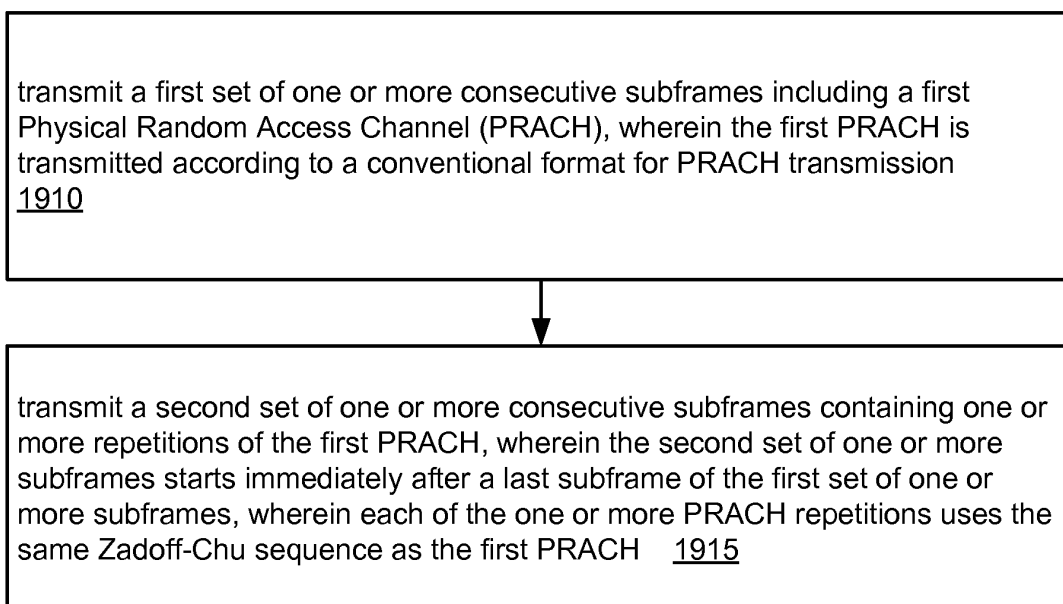 transmit a first set of one or more consecutive subframes including a first
Physical Random Access Channel (PRACH), wherein the first PRACH is
transmitted according to a conventional format for PRACH transmission
1910
transmit a second set of one or more consecutive subframes containing one or
more repetitions of the first PRACH, wherein the second set of one or more
subframes starts immediately after a last subframe of the first set of one or
more subframes, wherein each of the one or more PRACH repetitions uses the
same Zadoff-Chu sequence as the first PRACH 1915